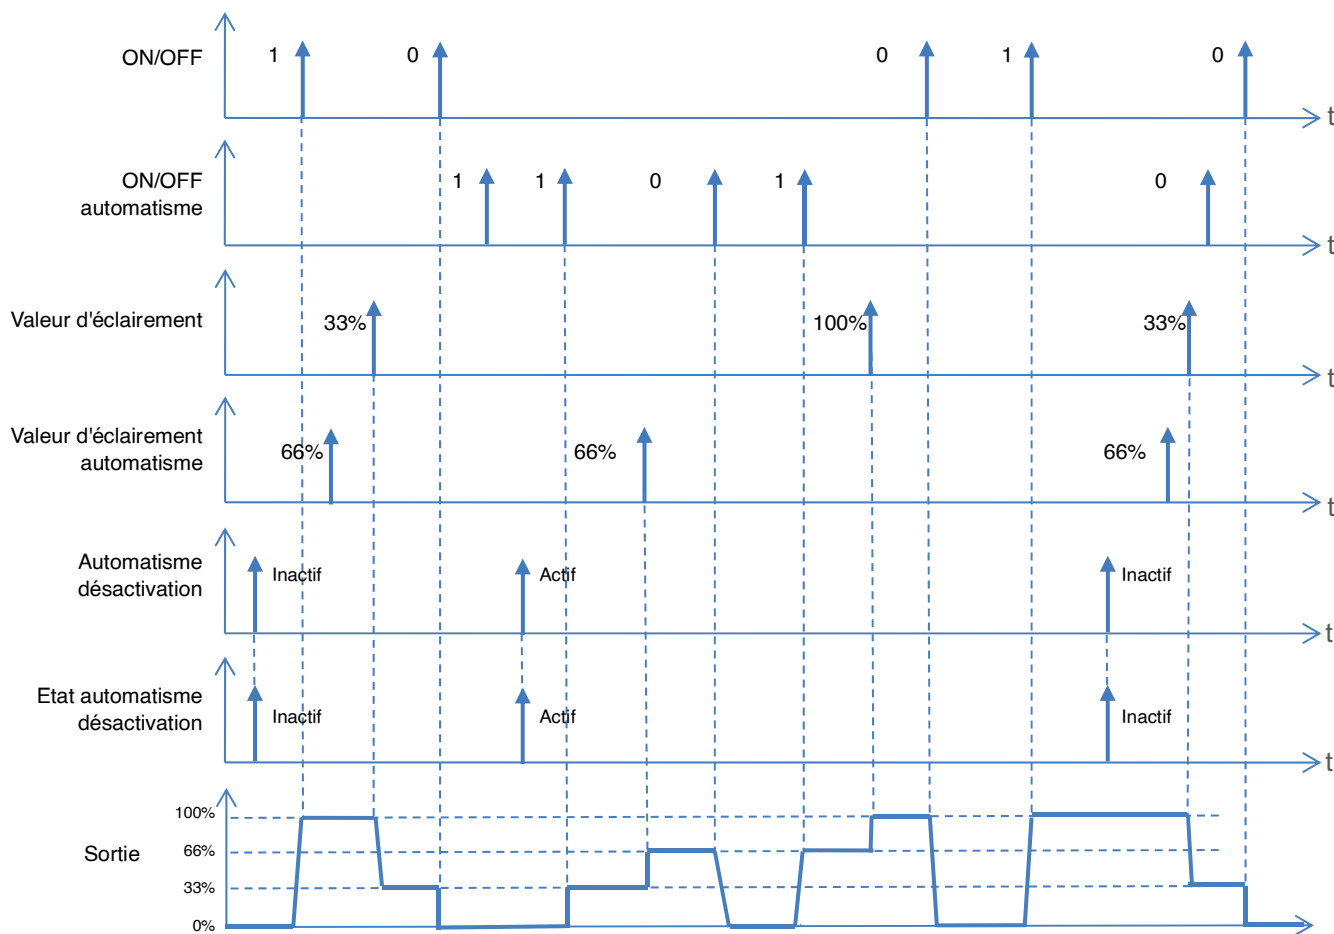 ON/OFF
1
0
0
1
0
t
ON/OFF
automatisme
1
1
0
1
0
t
Valeur d'éclairement
33%
100%
33%
t
Valeur d'éclairement
automatisme
66%
66%
66%
t
Automatisme
désactivation
Inactif
Actif
Inactif
t
Etat automatisme
désactivation
Inactif
Actif
Inactif
t
Sortie
100%
66%
33%
0%